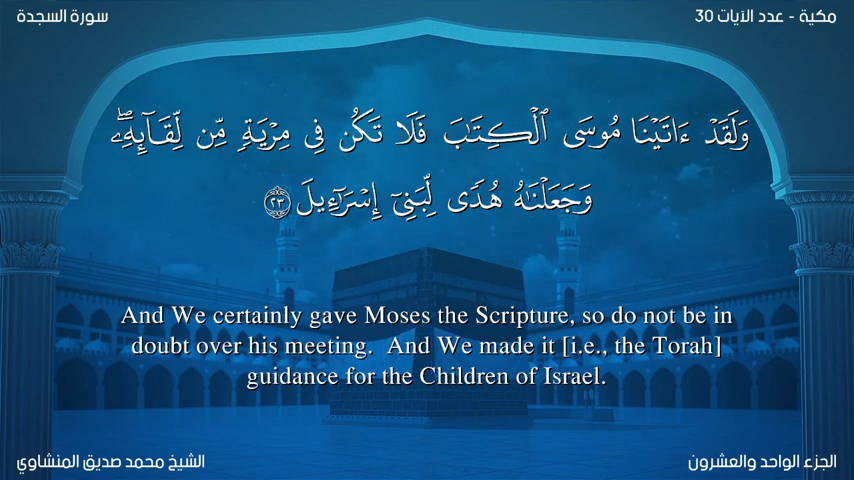 سورة السجدة
مكية - عدد الآيات 30
وَلَقَدْ ءَاتَيْنَا مُوسَى ٱلْكِتَٰبَ فَلَا تَكُن فِى مِرْيَةٍ مِّن لِّقَآئِهِۦ ۖ
وَجَعَلْنَٰهُ هُدًى لِّبَنِىٓ إِسْرَٰٓءِيلَ ٢٣
And We certainly gave Moses the Scripture, so do not be in
doubt over his meeting. And We made it [i.e., the Torah]
guidance for the Children of Israel.
الشيخ محمد صديق المنشاوي
الجزء الواحد والعشرون